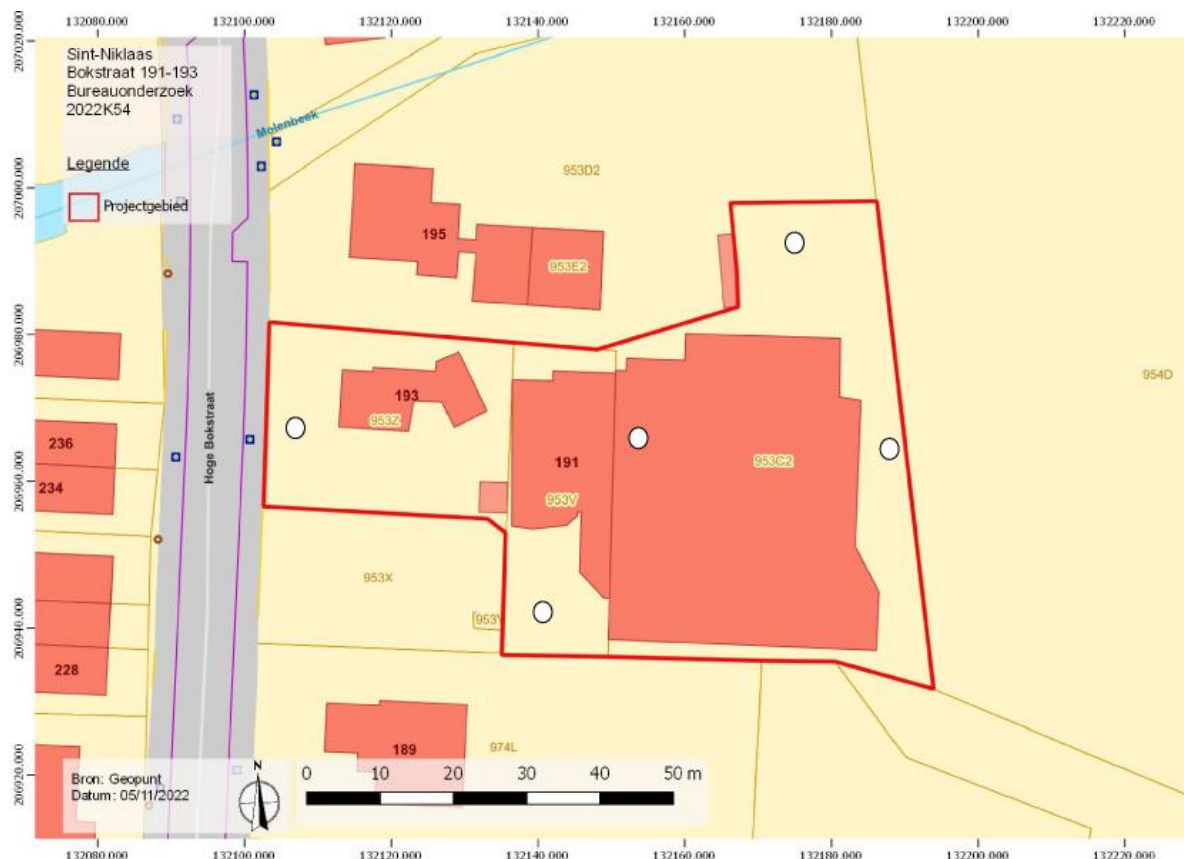 132080.000 132100.000 132120.000 132140.000 132160.000 132180.000 132200.000 132220.000
207020.000
207000.000
206980.000
206960.000
206940.000
206920.000
Sint-Niklaas
Bokstraat 191-193
Bureauonderzoek
2022K54
Legende
Projectgebied
Molenbeek
953D2
195
953E2
954D
193
953Z
Hoge Bokstraat
236
234
191
953V
953C2
953X
953Y
228
189
974L
Bron: Geopunt
Datum: 05/11/2022
N
0 10 20 30 40 50 m
132080.000 132100.000 132120.000 132140.000 132160.000 132180.000 132200.000 132220.000